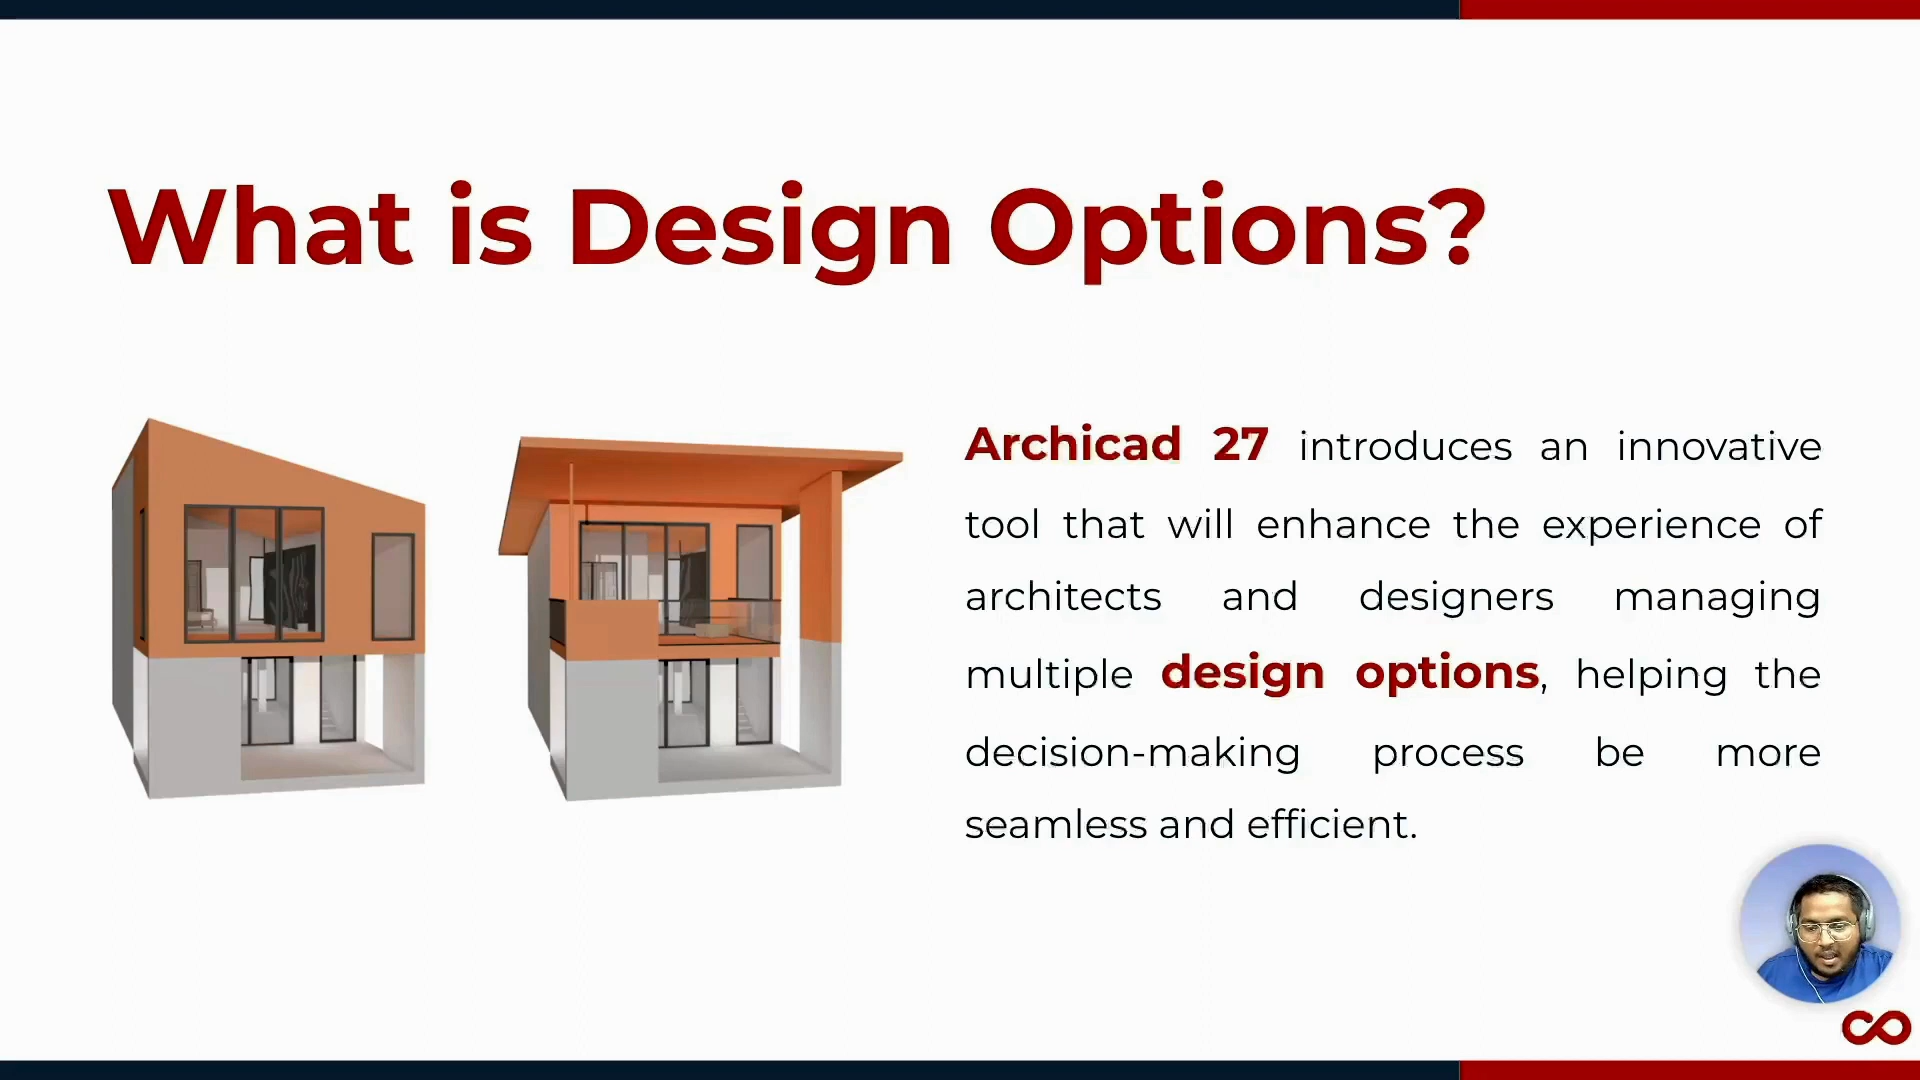 What is Design Options?
Archicad 27 introduces an innovative
tool that will enhance the experience of
architects and designers managing
multiple design options, helping the
decision-making process be more
seamless and efficient.